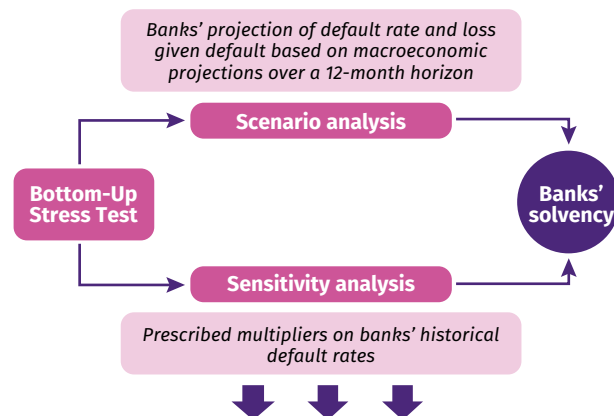 Banks’ projection of default rate and loss
given default based on macroeconomic
projections over a 12-month horizon
Scenario analysis
Bottom-Up
Stress Test
Banks’
solvency
Sensitivity analysis
Prescribed multipliers on banks’ historical
default rates